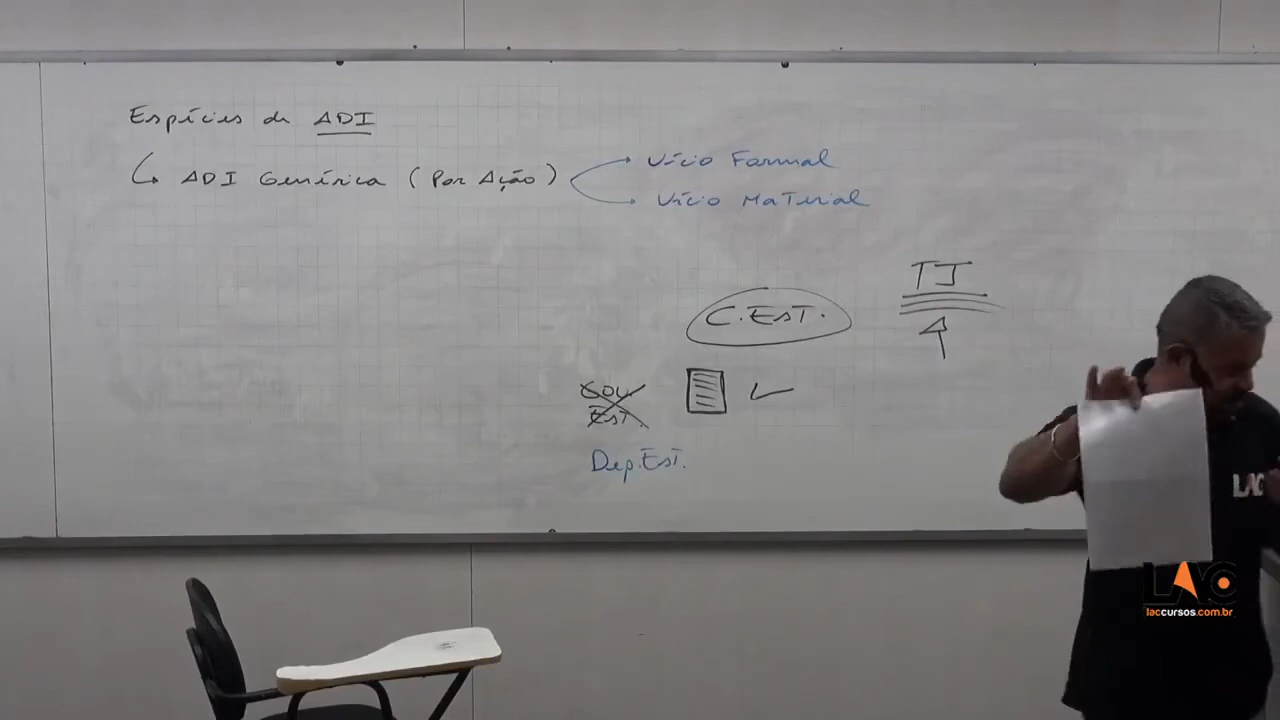 Espécies de ADI
ADI Genérica (Por Ação)
Vício Formal
Vício Material
TJ
C.EST.
GOV.
EST.
Dep.EST.
LAC
LAC
laccursos.com.br